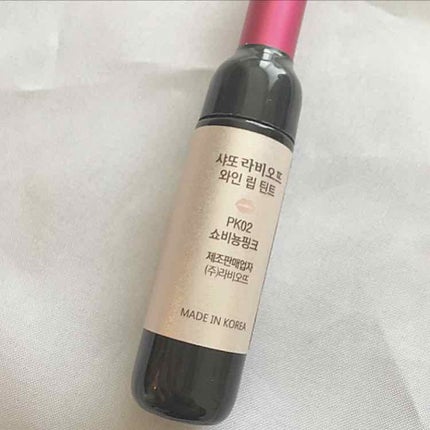 샤또 라비오뜨
와인 립 틴트
PK02
쇼비뇽핑크
제조판매업자
(주)라비오뜨
MADE IN KOREA